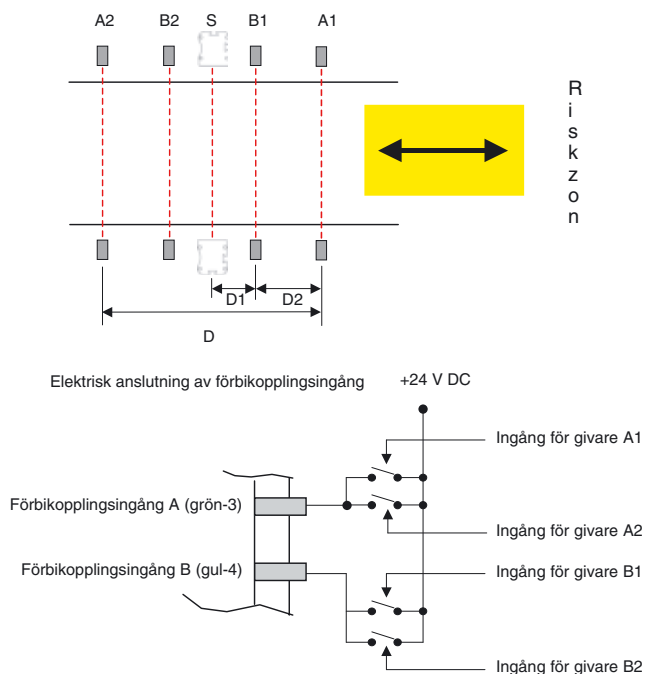 A2 B2 S B1 A1
Riskzon
D1 D2
D
Elektrisk anslutning av förbikopplingsingång +24 V DC
Ingång för givare A1
Förbikopplingsingång A (grön-3)
Ingång för givare A2
Förbikopplingsingång B (gul-4)
Ingång för givare B1
Ingång för givare B2